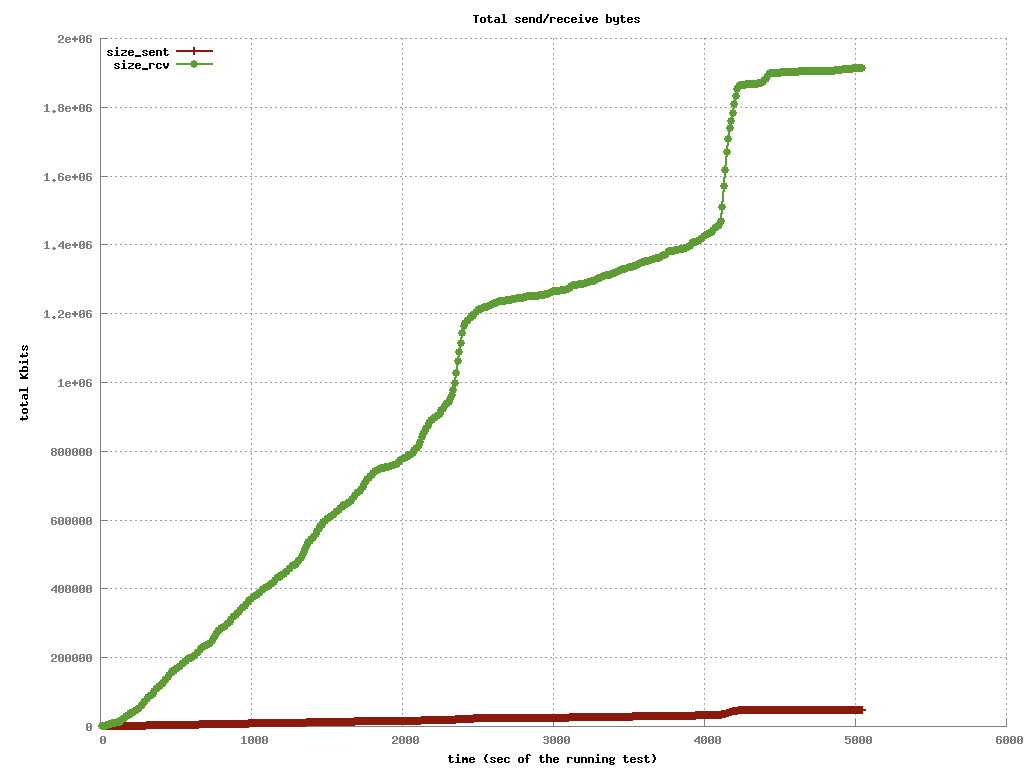 Total send/receive bytes
2e+06
size_sent
size_rcv
1.8e+06
1.6e+06
1.4e+06
1.2e+06
1e+06
800000
600000
400000
200000
0
total Kbits
0 1000 2000 3000 4000 5000 6000
time (sec of the running test)